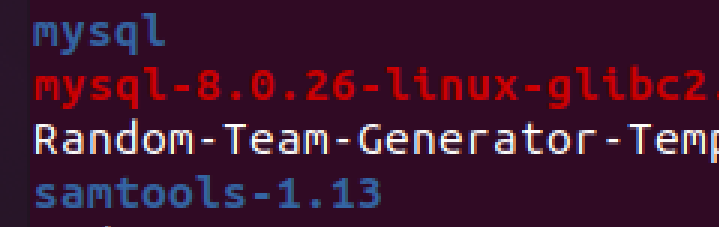 mysql
mysql-8.0.26-linux-glibc2.
Random-Team-Generator-Temp
samtools-1.13